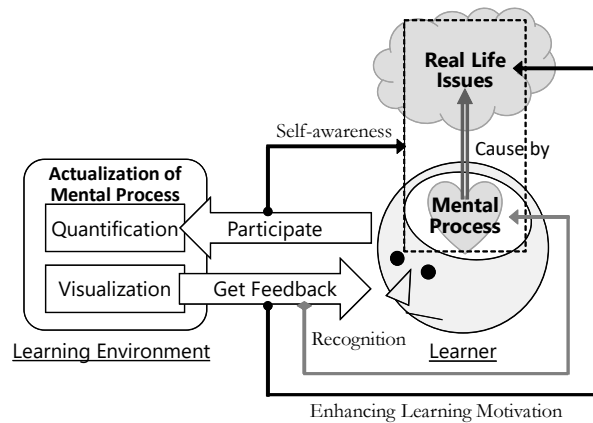 Real Life
Issues
Self-awareness
Cause by
Actualization of
Mental Process
Quantification
Participate
Mental
Process
Visualization
Get Feedback
Recognition
Learning Environment
Learner
Enhancing Learning Motivation